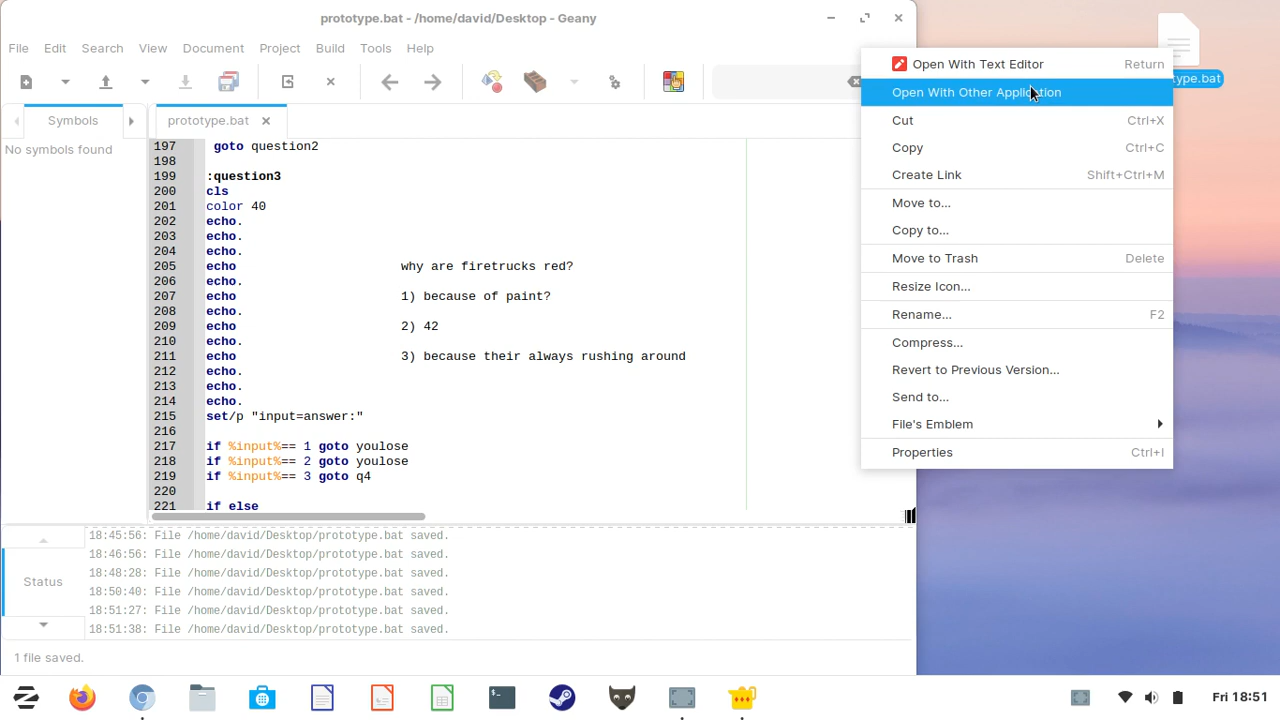 prototype.bat - /home/david/Desktop - Geany
File Edit Search View Document Project Build Tools Help
Symbols
prototype.bat
No symbols found
197 goto question2
198
199 :question3
200 cls
201 color 40
202 echo.
203 echo.
204 echo.
205 echo why are firetrucks red?
206 echo.
207 echo 1) because of paint?
208 echo.
209 echo 2) 42
210 echo.
211 echo 3) because their always rushing around
212 echo.
213 echo.
214 echo.
215 set/p "input=answer:"
216
217 if %input%== 1 goto youlose
218 if %input%== 2 goto youlose
219 if %input%== 3 goto q4
220
221 if else
Status
18:45:56: File /home/david/Desktop/prototype.bat saved.
18:46:56: File /home/david/Desktop/prototype.bat saved.
18:48:28: File /home/david/Desktop/prototype.bat saved.
18:50:40: File /home/david/Desktop/prototype.bat saved.
18:51:27: File /home/david/Desktop/prototype.bat saved.
18:51:38: File /home/david/Desktop/prototype.bat saved.
1 file saved.
type.bat
Open With Text Editor Return
Open With Other Application
Cut Ctrl+X
Copy Ctrl+C
Create Link Shift+Ctrl+M
Move to...
Copy to...
Move to Trash Delete
Resize Icon...
Rename... F2
Compress...
Revert to Previous Version...
Send to...
File's Emblem
Properties Ctrl+I
Fri 18:51